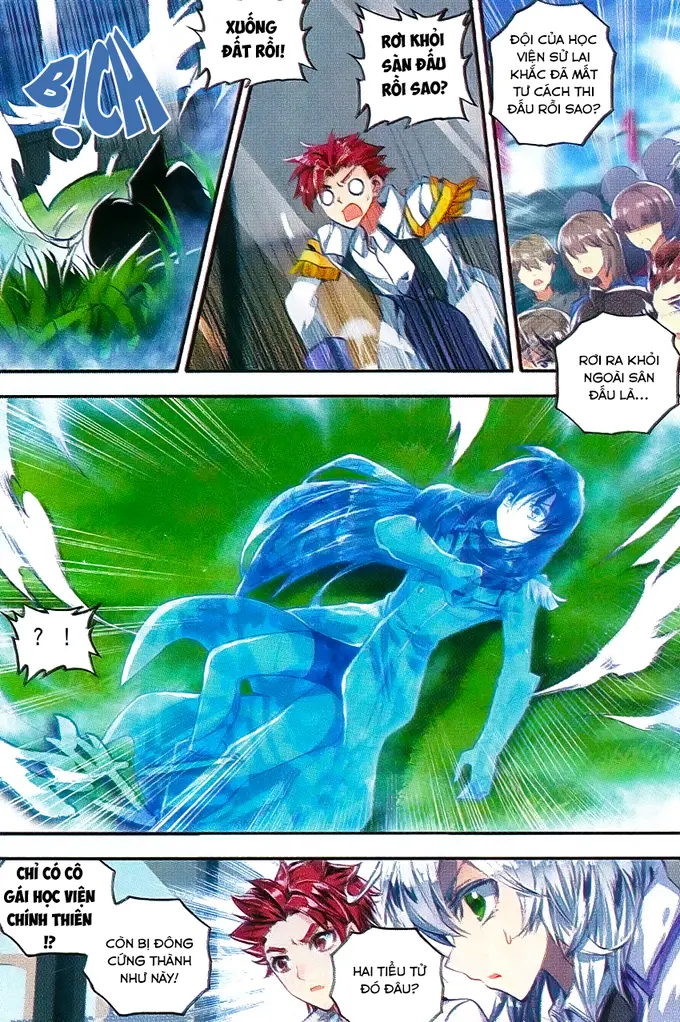 BỊCH
XUỐNG
ĐẤT RỒI!
RƠI KHỎI
SÀN ĐẤU
RỒI SAO?
ĐỘI CỦA HỌC
VIỆN SỬ LAI
KHẮC ĐÃ MẤT
TƯ CÁCH THI
ĐẤU RỒI SAO?
RƠI RA KHỎI
NGOÀI SÂN
ĐẤU LÀ...
? !
CHỈ CÓ CÔ
GÁI HỌC VIỆN
CHÍNH THIÊN
!?
CÒN BỊ ĐÔNG
CỨNG THÀNH
NHƯ NÀY!
HAI TIỂU TỬ
ĐÓ ĐÂU?